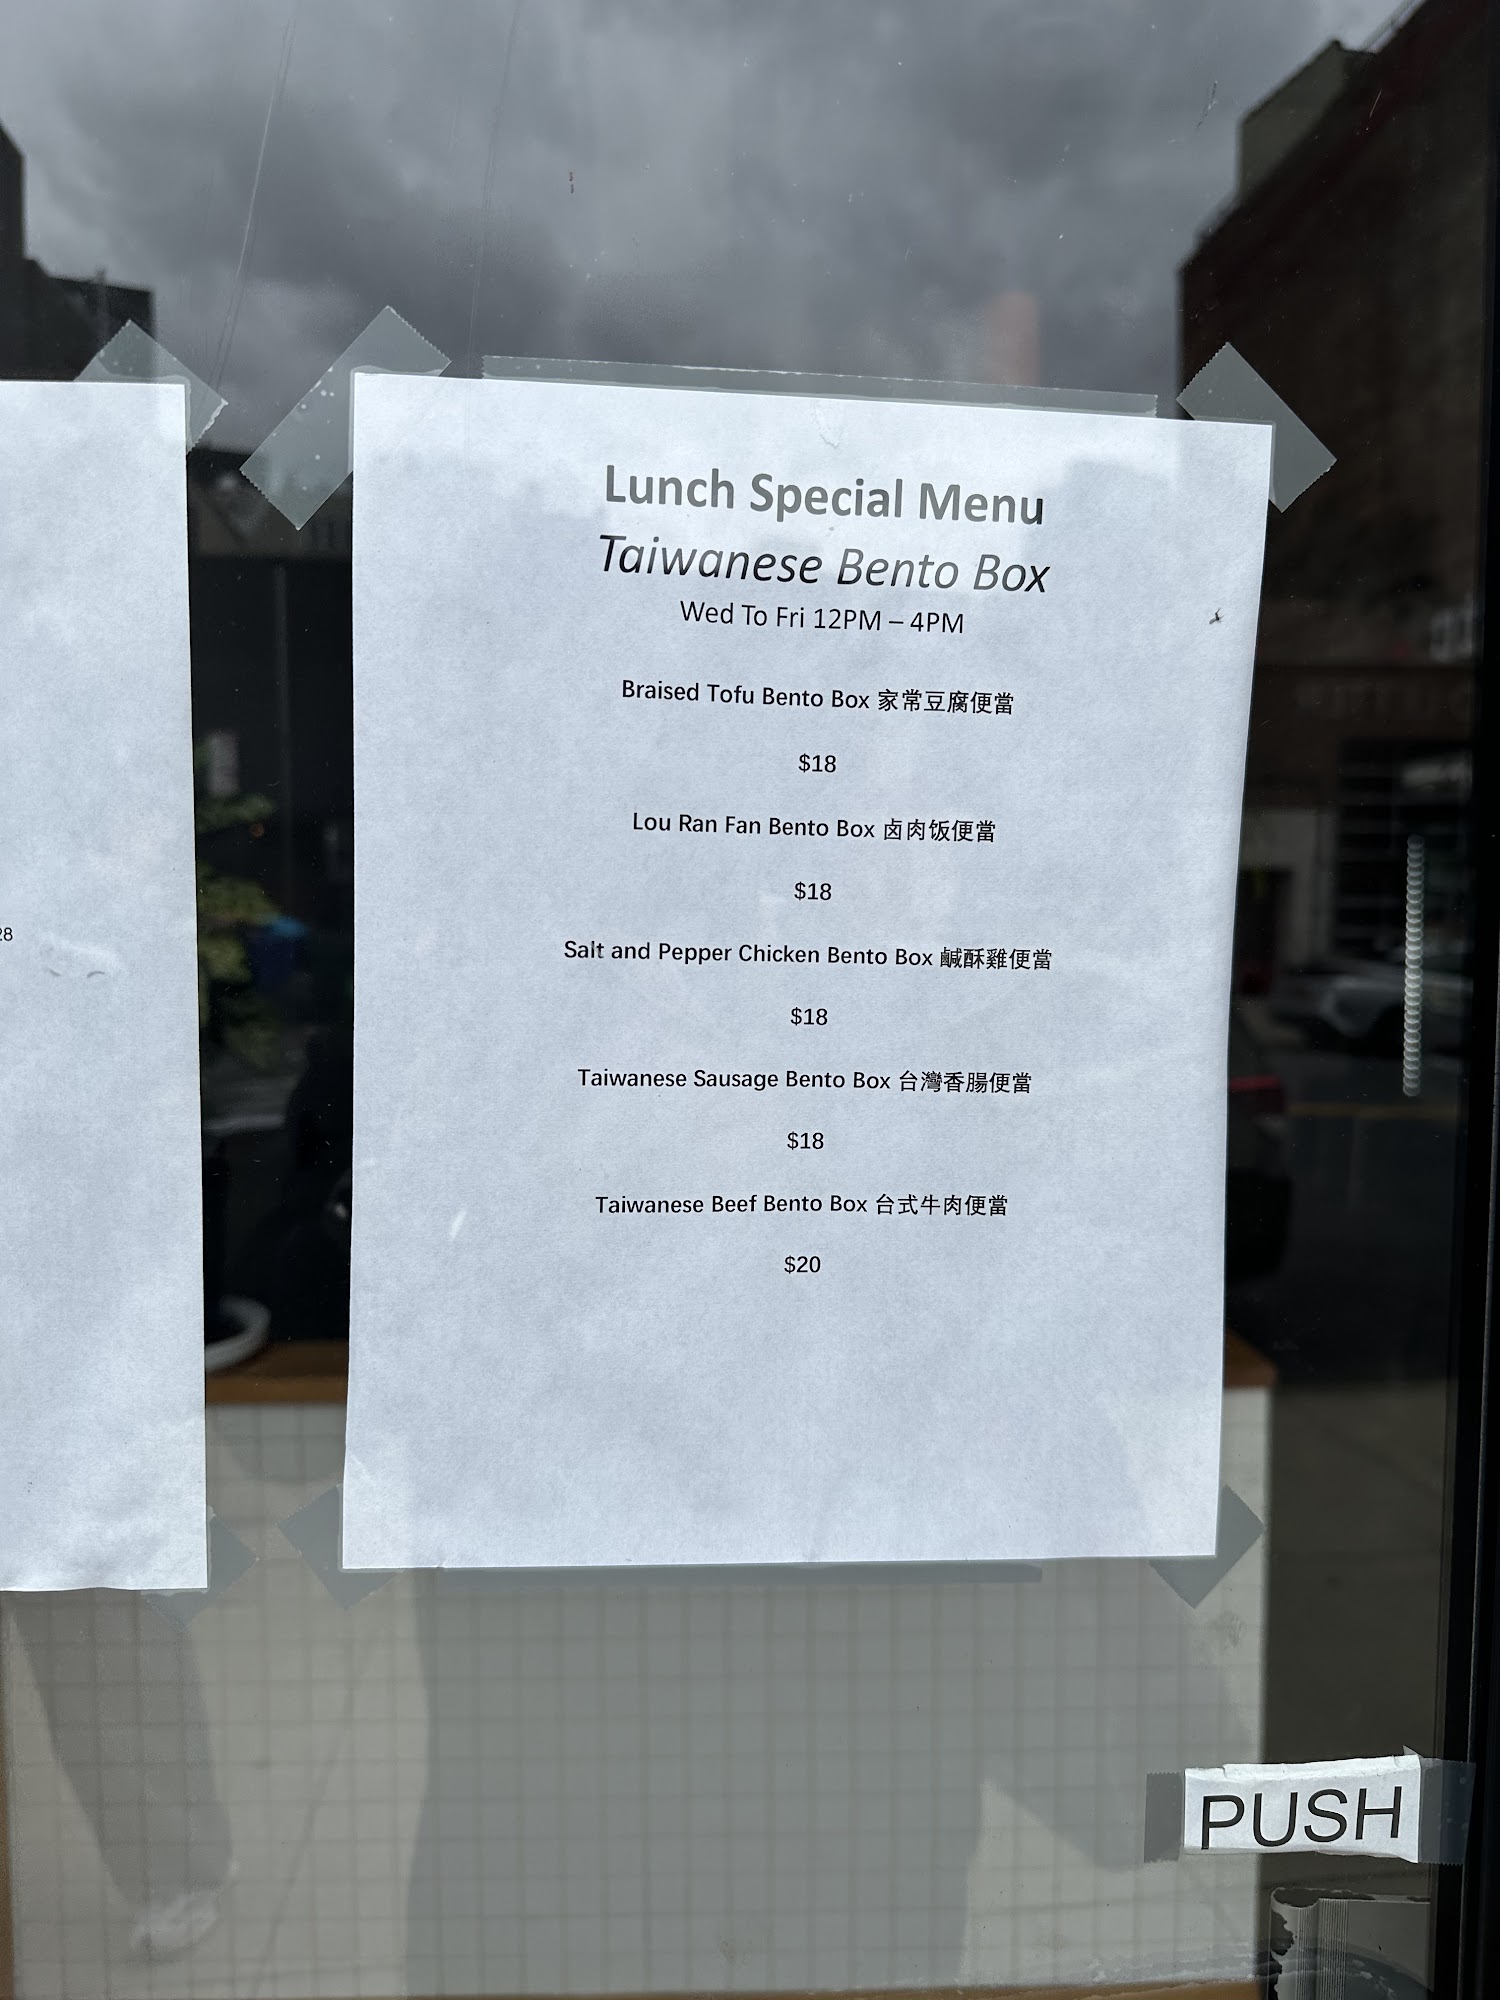 Lunch Special Menu
Taiwanese Bento Box
Wed To Fri 12PM – 4PM
Braised Tofu Bento Box 家常豆腐便當
$18
Lou Ran Fan Bento Box 卤肉饭便當
$18
Salt and Pepper Chicken Bento Box 鹹酥雞便當
$18
Taiwanese Sausage Bento Box 台灣香腸便當
$18
Taiwanese Beef Bento Box 台式牛肉便當
$20
28
PUSH